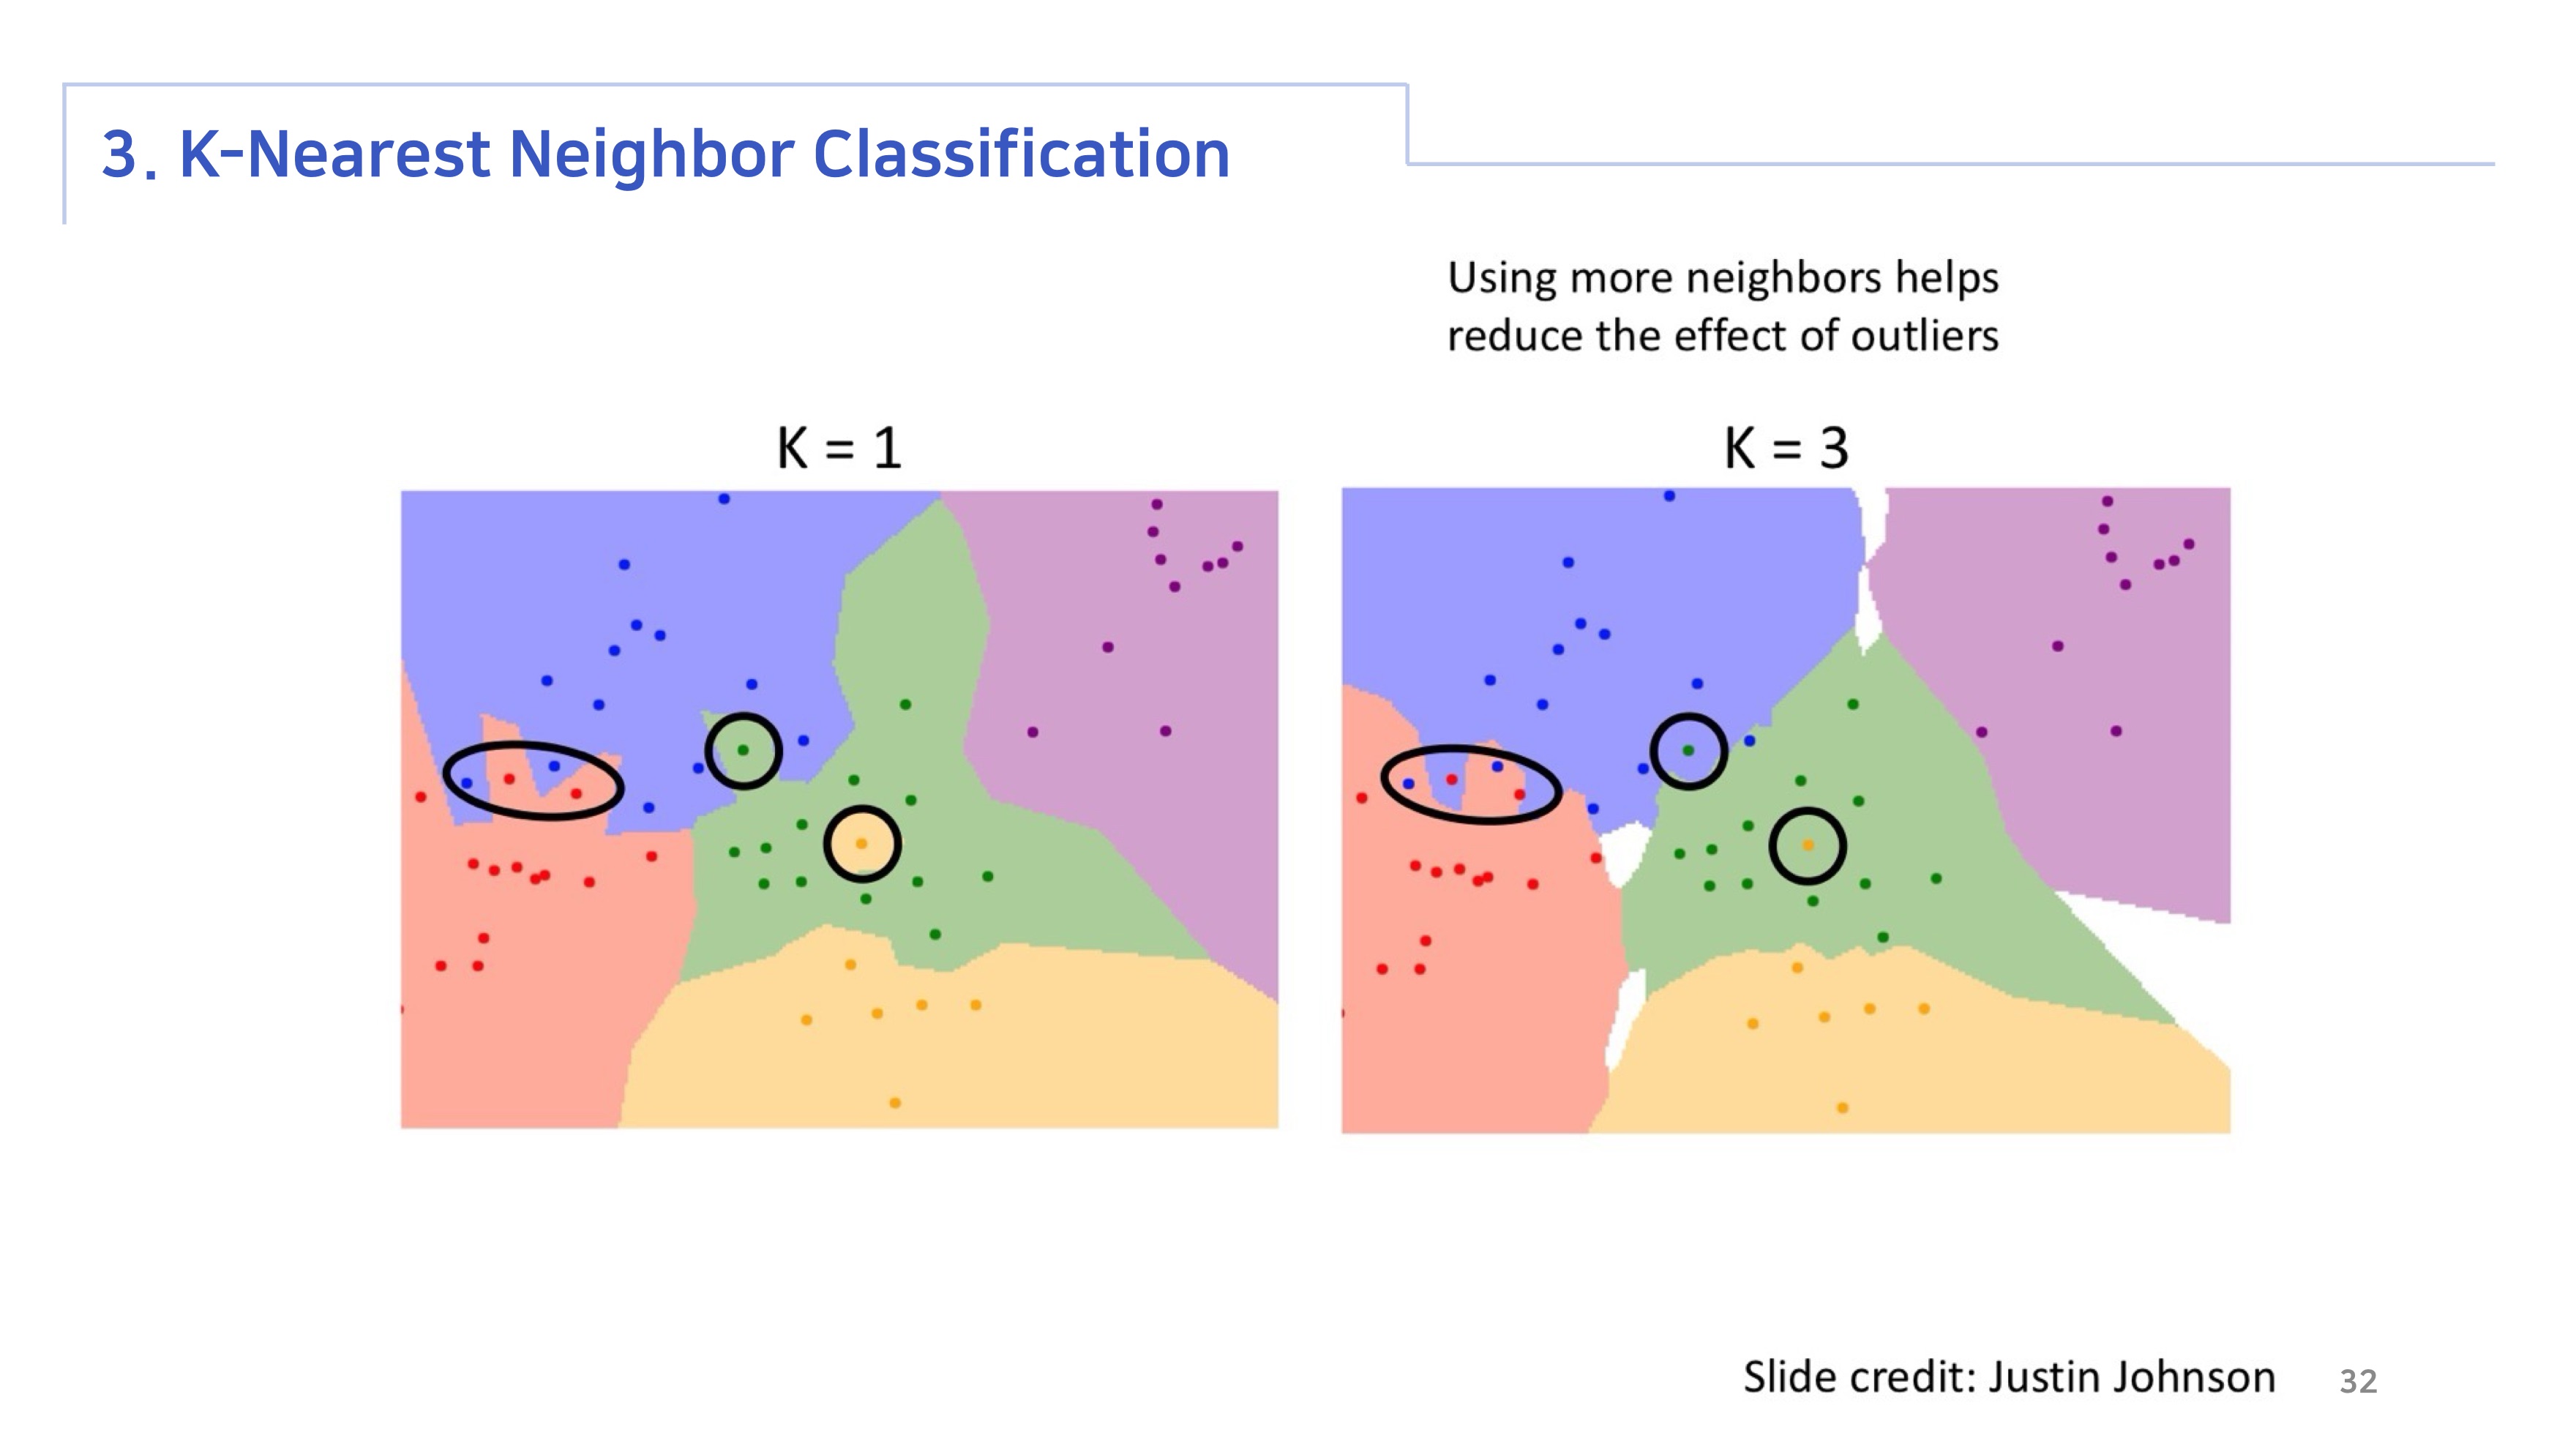 3. K-Nearest Neighbor Classification
Using more neighbors helps
reduce the effect of outliers
K = 1
K = 3
Slide credit: Justin Johnson
32